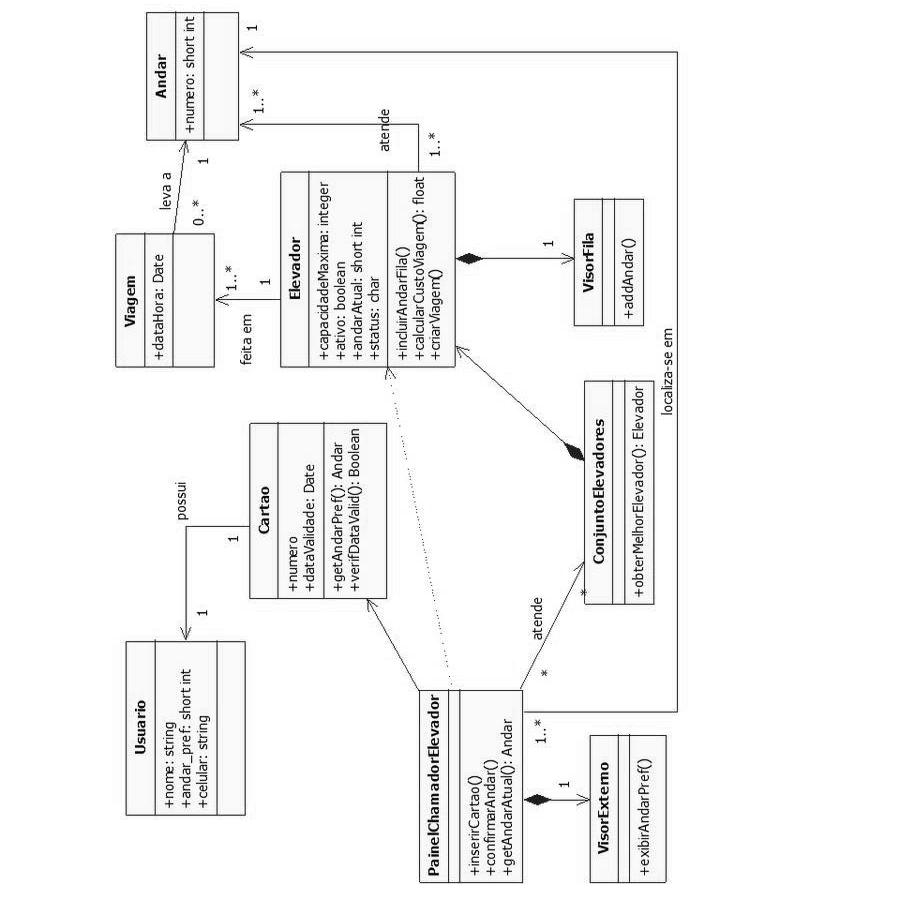 Usuario
+nome: string
+andar_pref: short int
+celular: string
1
possui
1
Cartao
+numero
+dataValidade: Date
+getAndarPref(): Andar
+verifDataValid(): Boolean
Viagem
+dataHora: Date
leva a
0..*
1
Andar
+numero: short int
1
1..*
feita em
1..*
1
Elevador
+capacidadeMaxima: integer
+ativo: boolean
+andarAtual: short int
+status: char
+incluirAndarFila()
+calcularCustoViagem(): float
+criarViagem()
atende
1..*
PainelChamadorElevador
+inserirCartao()
+confirmarAndar()
+getAndarAtual(): Andar
atende
*
*
1..*
1
VisorExterno
+exibirAndarPref()
ConjuntoElevadores
+obterMelhorElevador(): Elevador
1
VisorFila
+addAndar()
localiza-se em